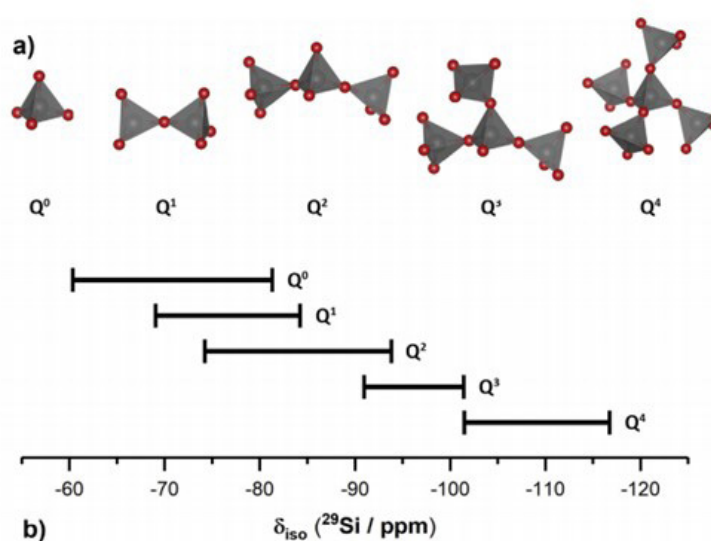 a)
Q⁰ Q¹ Q² Q³ Q⁴
Q⁰
Q¹
Q²
Q³
Q⁴
-60 -70 -80 -90 -100 -110 -120
b) δiso (²⁹Si / ppm)